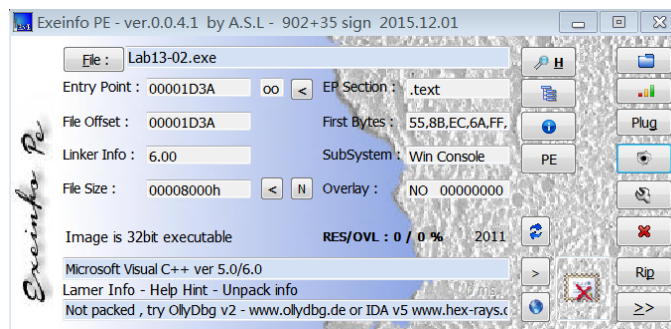 Exeinfo PE - ver.0.0.4.1 by A.S.L - 902+35 sign 2015.12.01
File : Lab13-02.exe H
Entry Point : 00001D3A oo < EP Section : .text
File Offset : 00001D3A First Bytes : 55,8B,EC,6A,FF, Plug
Linker Info : 6.00 SubSystem : Win Console PE
File Size : 00008000h < N Overlay : NO 00000000
Image is 32bit executable RES/OVL : 0 / 0 % 2011
Microsoft Visual C++ ver 5.0/6.0 > Rip
Lamer Info - Help Hint - Unpack info ms.
Not packed , try OllyDbg v2 - www.ollydbg.de or IDA v5 www.hex-rays.c >>
Exeinfo Pe